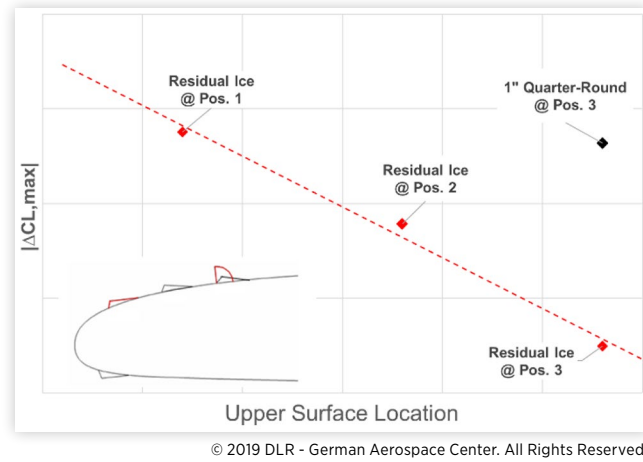 Residual Ice
@ Pos. 1
1" Quarter-Round
@ Pos. 3
Residual Ice
@ Pos. 2
|ΔCL,max|
Residual Ice
@ Pos. 3
Upper Surface Location
© 2019 DLR - German Aerospace Center. All Rights Reserved